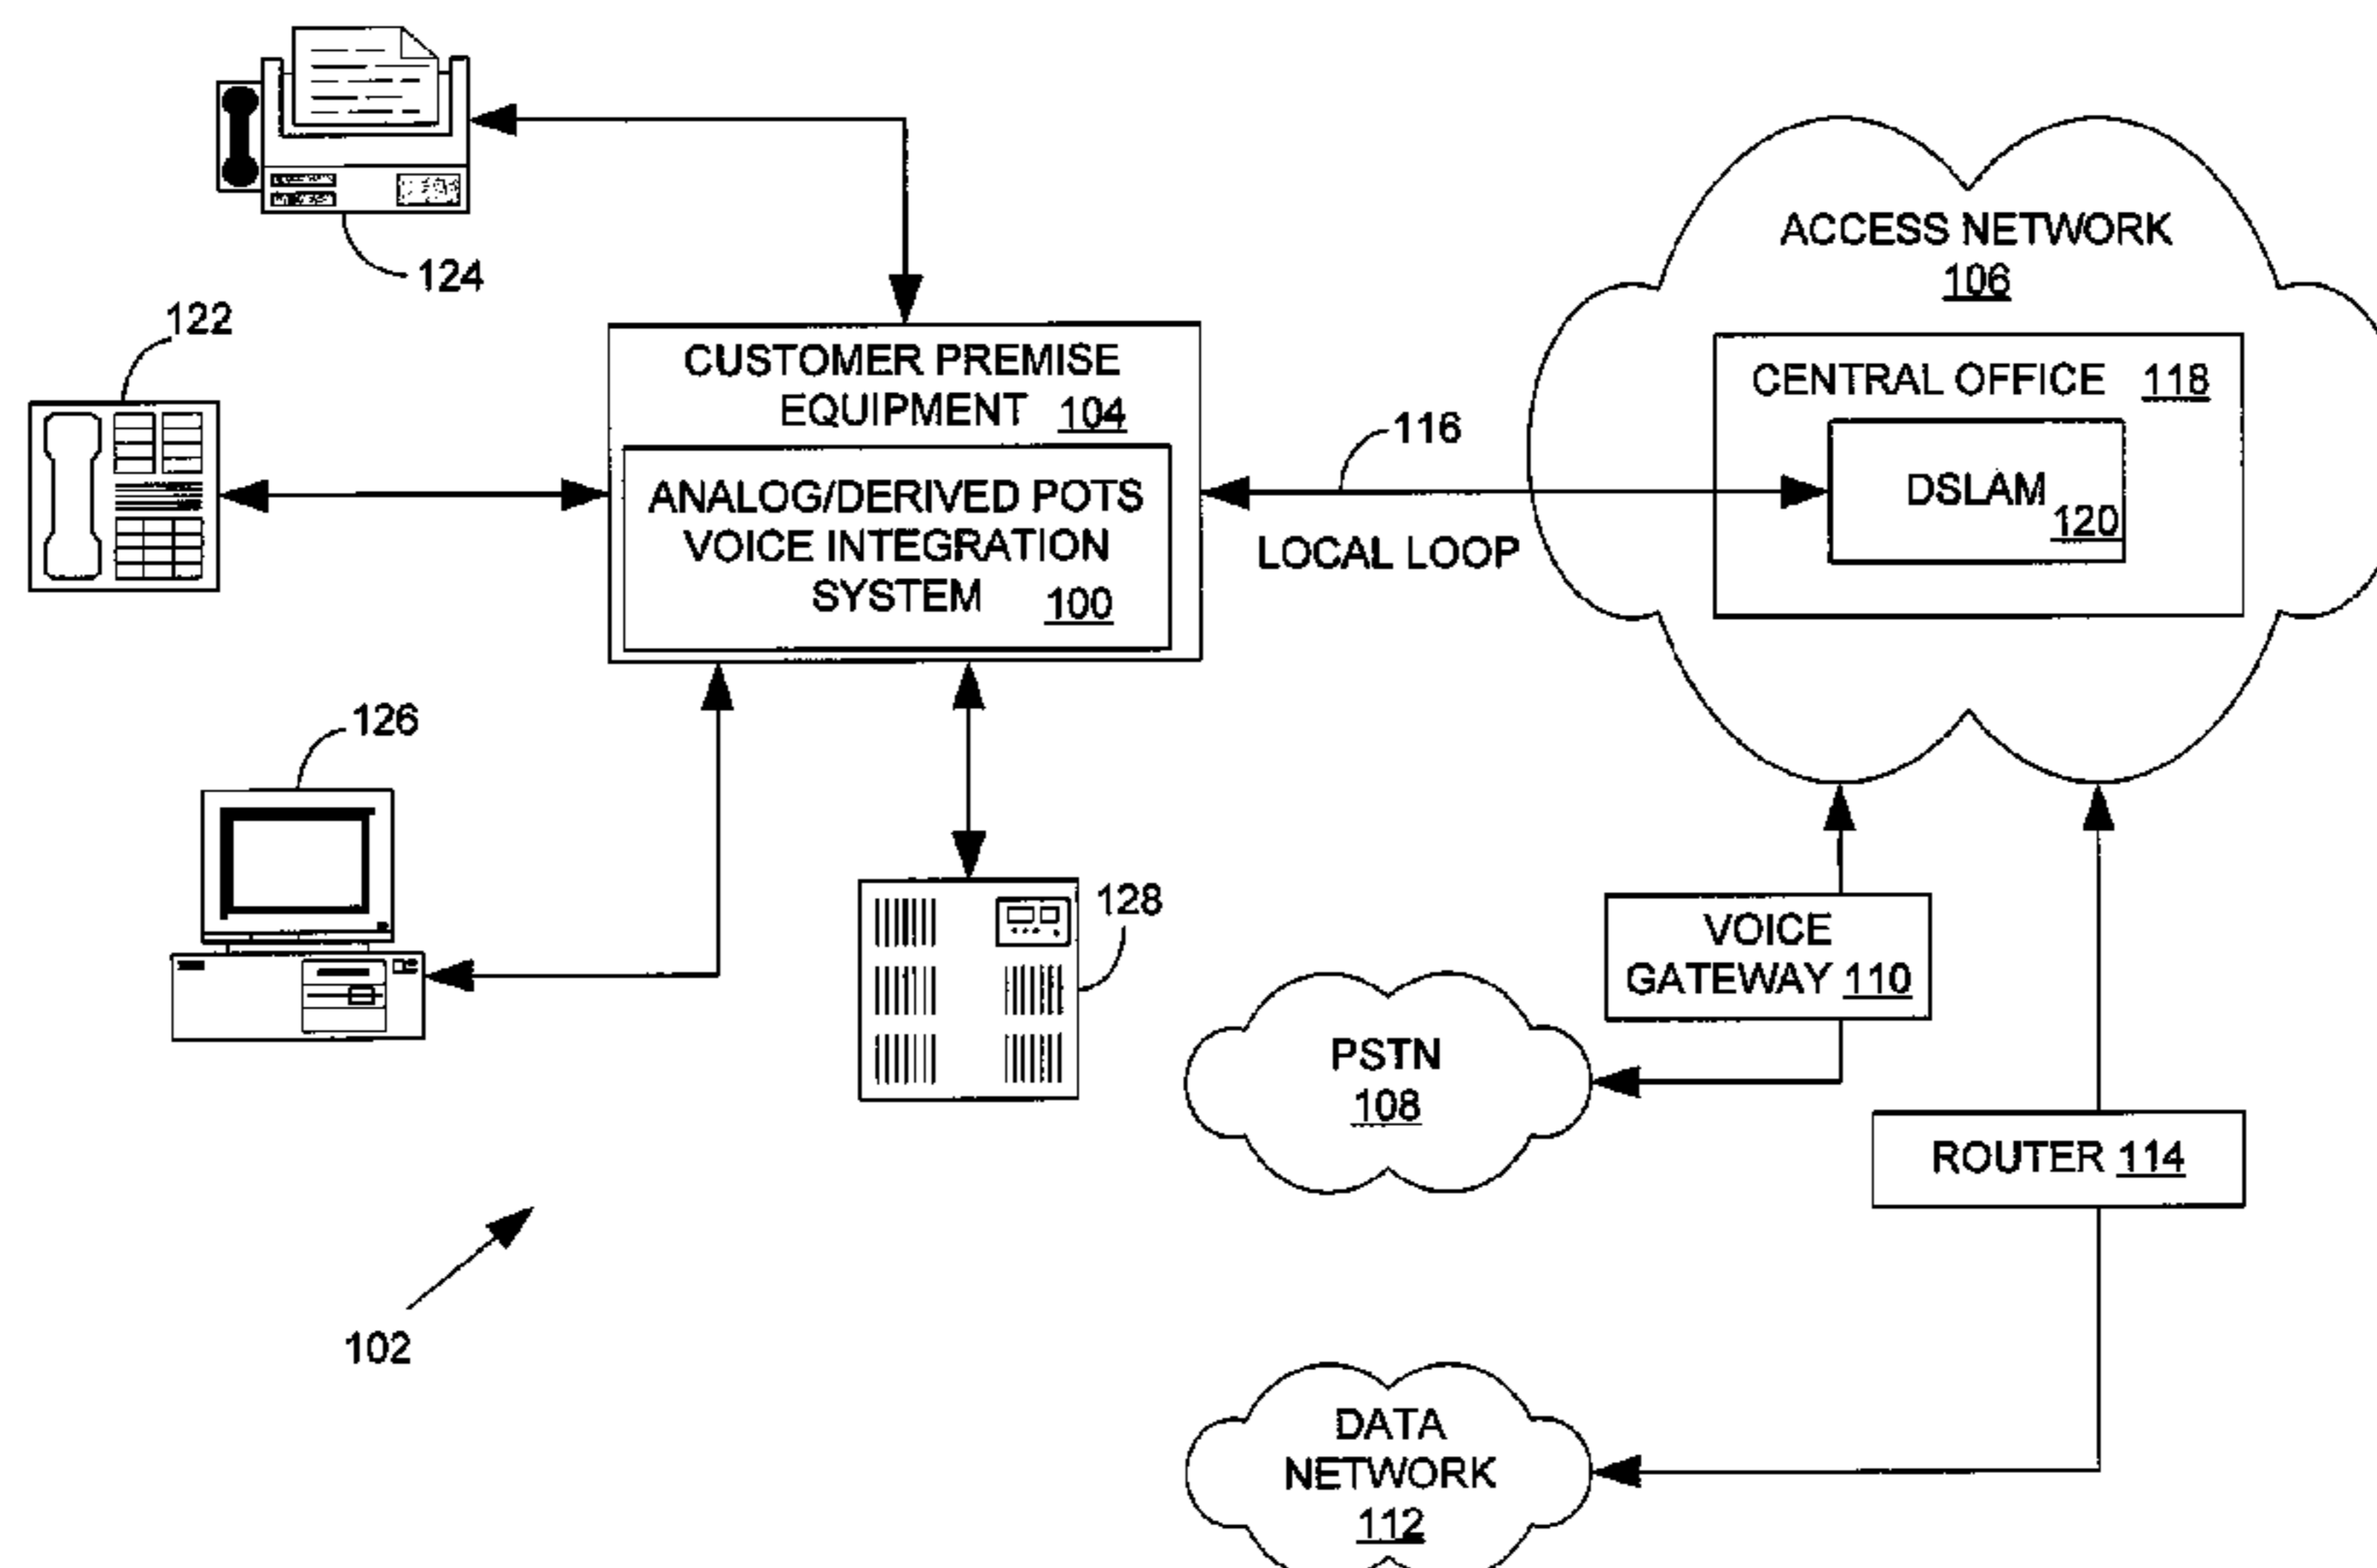 124
122
CUSTOMER PREMISE
EQUIPMENT 104
ANALOG/DERIVED POTS
VOICE INTEGRATION
SYSTEM 100
116
LOCAL LOOP
ACCESS NETWORK
106
CENTRAL OFFICE 118
DSLAM
120
126
128
VOICE
GATEWAY 110
PSTN
108
ROUTER 114
102
DATA
NETWORK
112